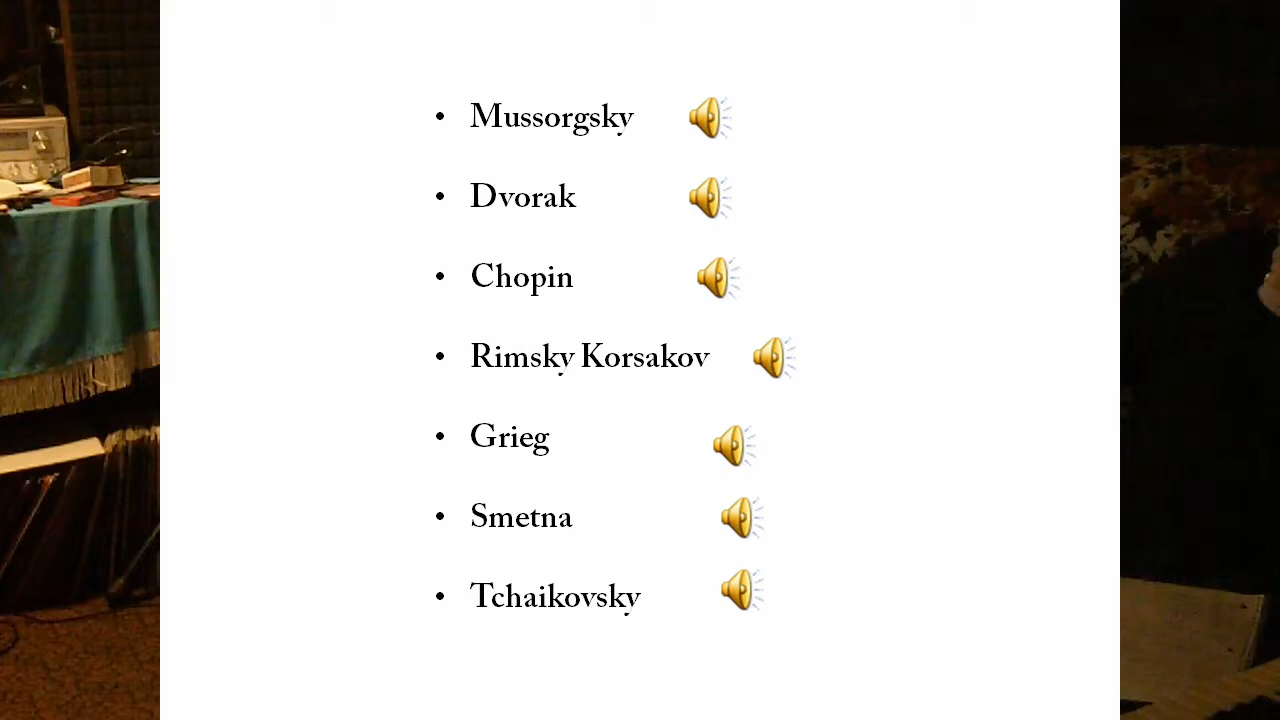 • Mussorgsky
• Dvorak
• Chopin
• Rimsky Korsakov
• Grieg
• Smetna
• Tchaikovsky